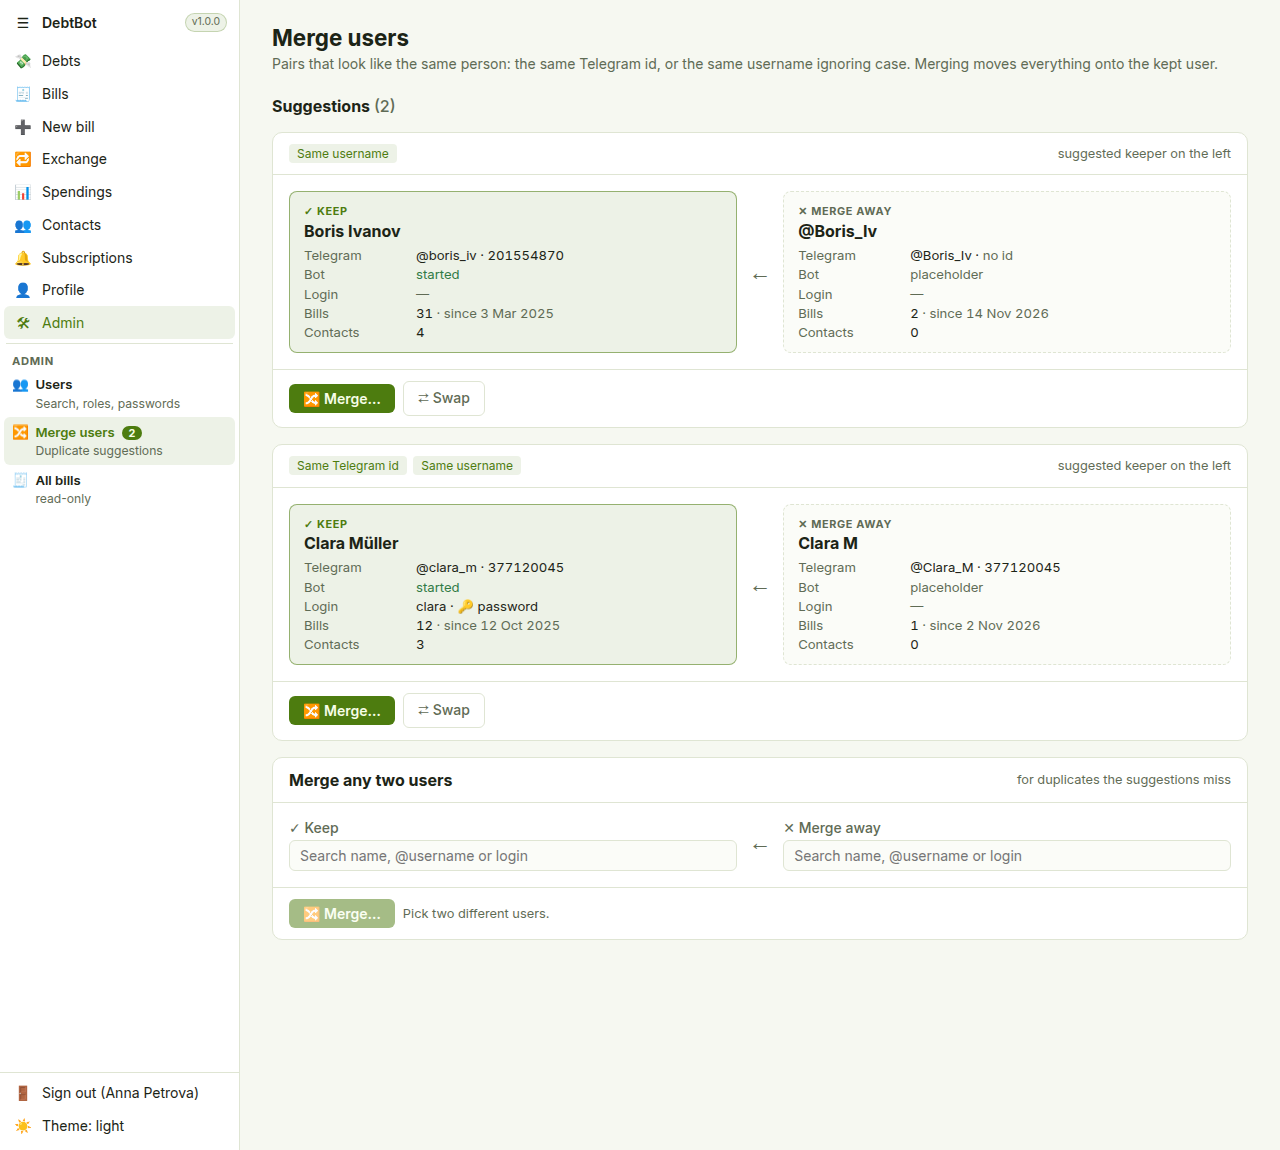 DebtBot
v1.0.0
Debts
Bills
New bill
Exchange
Spendings
Contacts
Subscriptions
Profile
Admin
ADMIN
Users
Search, roles, passwords
Merge users 2
Duplicate suggestions
All bills
read-only
Sign out (Anna Petrova)
Theme: light
Merge users
Pairs that look like the same person: the same Telegram id, or the same username ignoring case. Merging moves everything onto the kept user.
Suggestions (2)
Same username
suggested keeper on the left
✓ KEEP
Boris Ivanov
Telegram @boris_iv · 201554870
Bot started
Login —
Bills 31 · since 3 Mar 2025
Contacts 4
←
✕ MERGE AWAY
@Boris_Iv
Telegram @Boris_Iv · no id
Bot placeholder
Login —
Bills 2 · since 14 Nov 2026
Contacts 0
Merge...
⇄ Swap
Same Telegram id Same username
suggested keeper on the left
✓ KEEP
Clara Müller
Telegram @clara_m · 377120045
Bot started
Login clara · 🔑 password
Bills 12 · since 12 Oct 2025
Contacts 3
←
✕ MERGE AWAY
Clara M
Telegram @Clara_M · 377120045
Bot placeholder
Login —
Bills 1 · since 2 Nov 2026
Contacts 0
Merge...
⇄ Swap
Merge any two users
for duplicates the suggestions miss
✓ Keep
Search name, @username or login
←
✕ Merge away
Search name, @username or login
Merge...
Pick two different users.